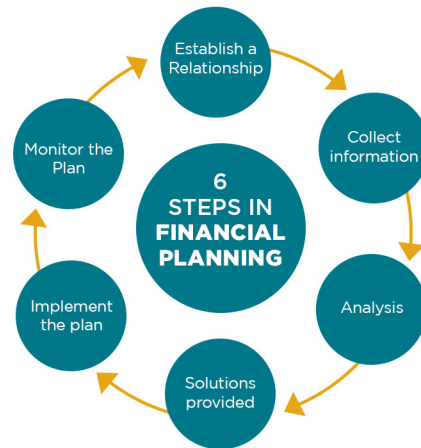 6
STEPS IN
FINANCIAL
PLANNING
Establish a
Relationship
Collect
information
Analysis
Solutions
provided
Implement
the plan
Monitor the
Plan